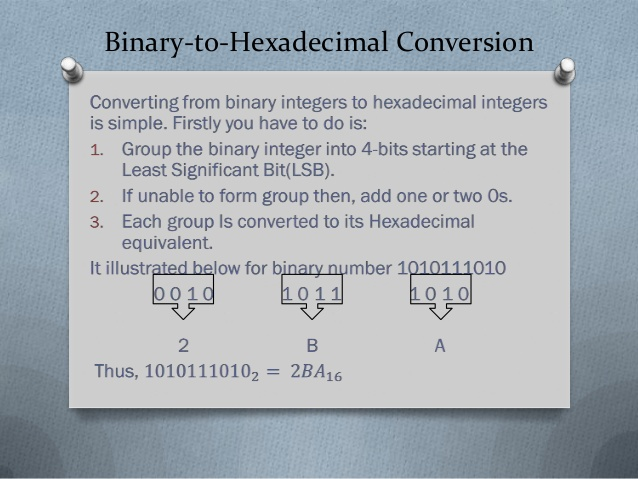 Binary-to-Hexadecimal Conversion
Converting from binary integers to hexadecimal integers
is simple. Firstly you have to do is:
1. Group the binary integer into 4-bits starting at the
Least Significant Bit(LSB).
2. If unable to form group then, add one or two 0s.
3. Each group Is converted to its Hexadecimal
equivalent.
It illustrated below for binary number 1010111010
0 0 1 0 1 0 1 1 1 0 1 0
2 B A
Thus, 1010111010₂ = 2BA₁₆